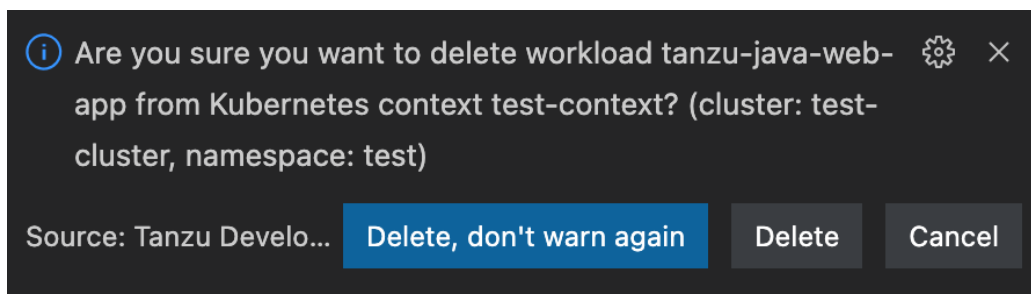 Are you sure you want to delete workload tanzu-java-web-
app from Kubernetes context test-context? (cluster: test-
cluster, namespace: test)
Source: Tanzu Develo... Delete, don't warn again Delete Cancel